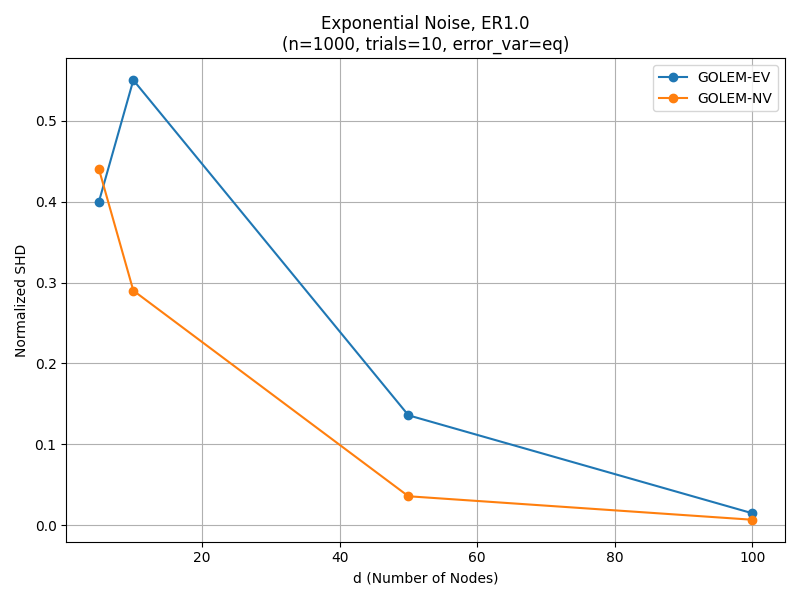 Exponential Noise, ER1.0
(n=1000, trials=10, error_var=eq)
GOLEM-EV
GOLEM-NV
Normalized SHD
0.5
0.4
0.3
0.2
0.1
0.0
20
40
60
80
100
d (Number of Nodes)